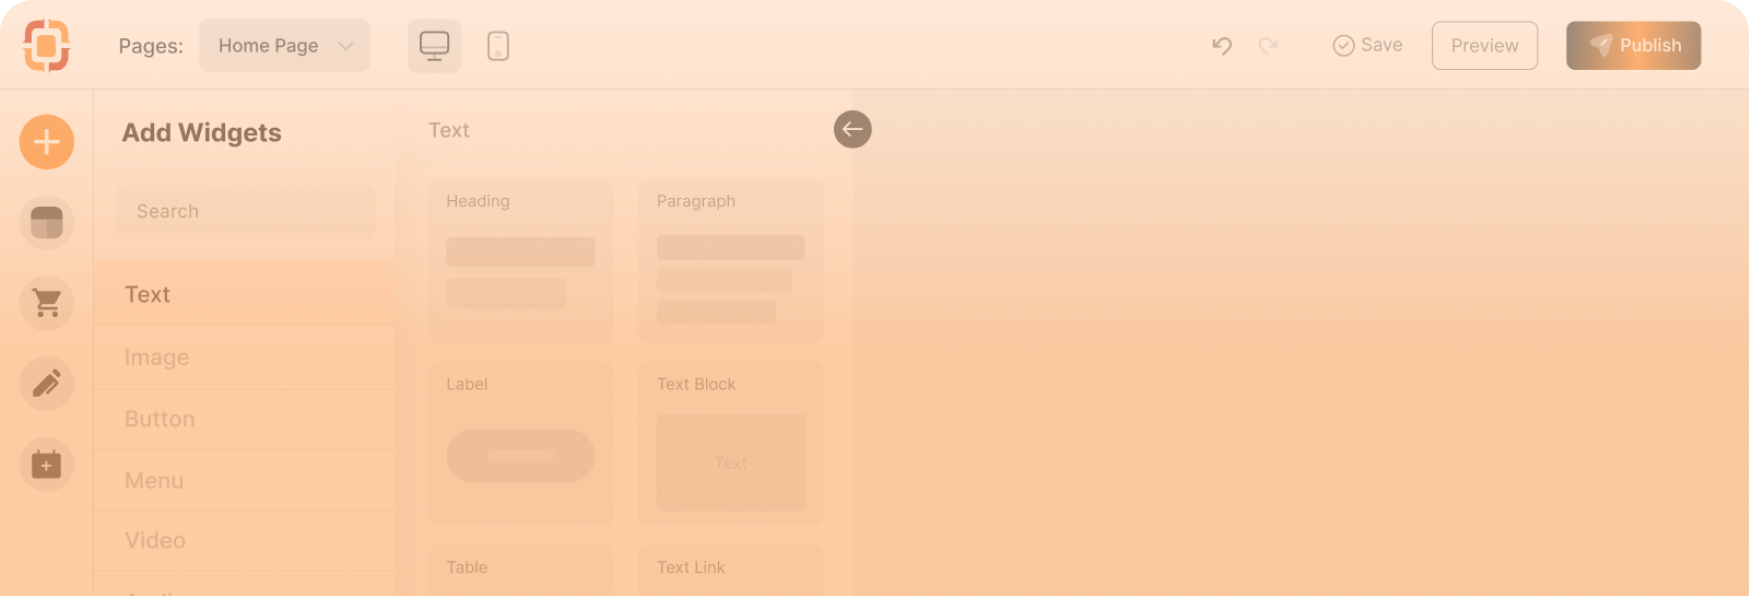 Pages:
Home Page
Save
Preview
Publish
Add Widgets
Search
Text
Image
Button
Menu
Video
Text
Heading
Paragraph
Label
Text Block
Text
Table
Text Link